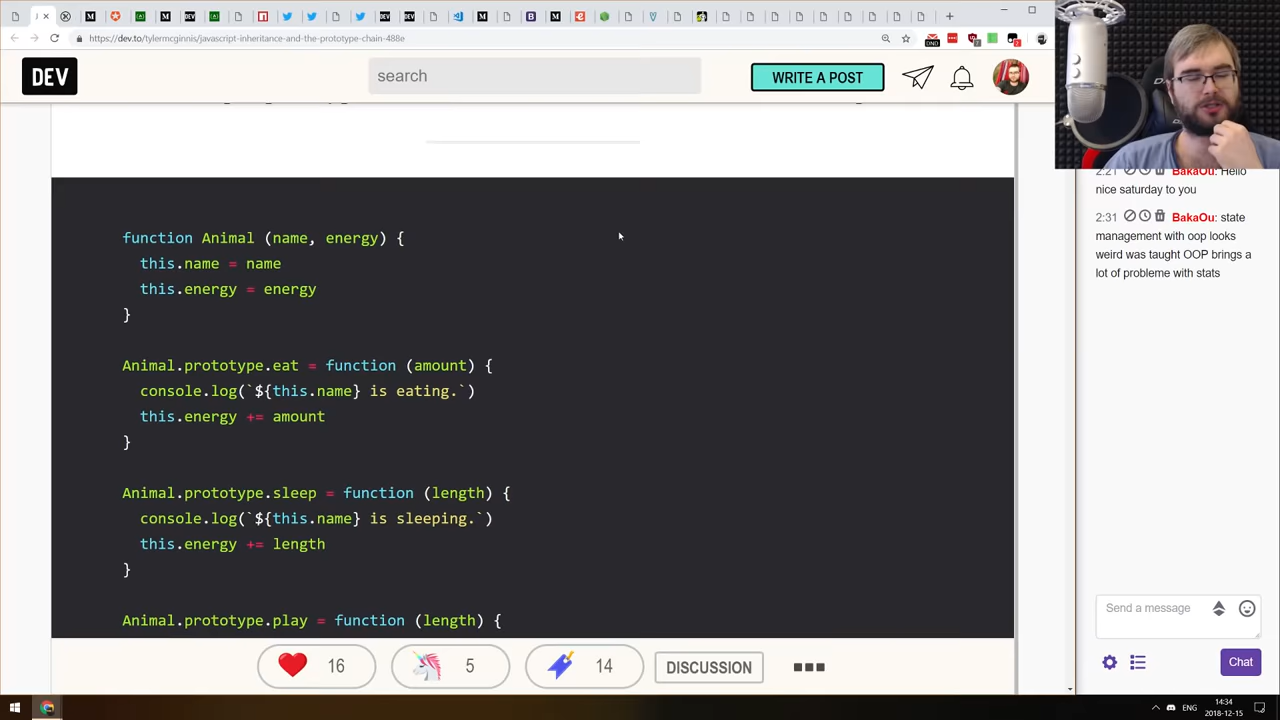 https://dev.to/tylermcginnis/javascript-inheritance-and-the-prototype-chain-488e
DND
DEV
search
WRITE A POST
function Animal (name, energy) {
this.name = name
this.energy = energy
}
Animal.prototype.eat = function (amount) {
console.log(`${this.name} is eating.`)
this.energy += amount
}
Animal.prototype.sleep = function (length) {
console.log(`${this.name} is sleeping.`)
this.energy += length
}
Animal.prototype.play = function (length) {
16
5
14
DISCUSSION
2:21 BakaOu: Hello
nice saturday to you
2:31 BakaOu: state
management with oop looks
weird was taught OOP brings a
lot of probleme with stats
Send a message
Chat
ENG
14:34
2018-12-15